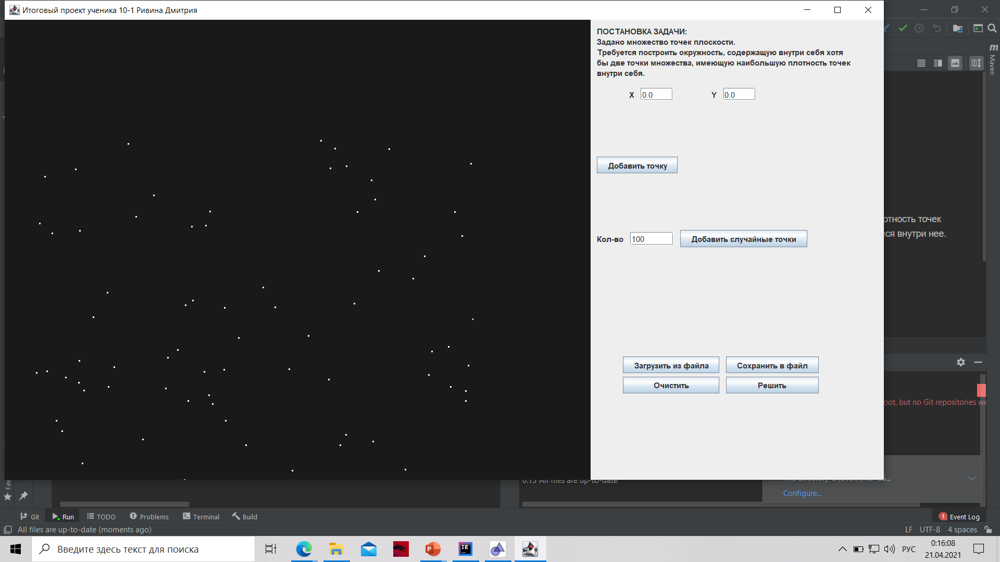 Итоговый проект ученика 10-1 Ривина Дмитрия
ПОСТАНОВКА ЗАДАЧИ:
Задано множество точек плоскости.
Требуется построить окружность, содержащую внутри себя хотя
бы две точки множества, имеющую наибольшую плотность точек
внутри себя.
X 0.0 Y 0.0
Добавить точку
Кол-во 100 Добавить случайные точки
Загрузить из файла Сохранить в файл
Очистить Решить
m Maven
точек
внутри нее.
oot, but no Git repositories we
Fav
0:15 All files are up-to-date
Configure...
Git Run TODO Problems Terminal Build
1 Event Log
All files are up-to-date (moments ago)
LF UTF-8 4 spaces
Введите здесь текст для поиска
P
IE
РУС
0:16:08
21.04.2021